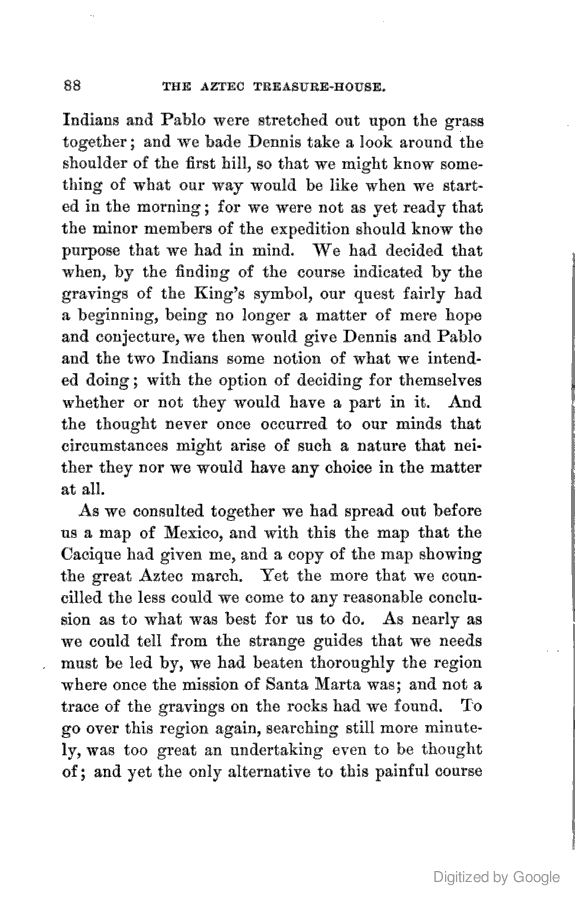 88 THE AZTEC TREASURE-HOUSE.
Indians and Pablo were stretched out upon the grass
together; and we bade Dennis take a look around the
shoulder of the first hill, so that we might know some-
thing of what our way would be like when we start-
ed in the morning; for we were not as yet ready that
the minor members of the expedition should know the
purpose that we had in mind. We had decided that
when, by the finding of the course indicated by the
gravings of the King's symbol, our quest fairly had
a beginning, being no longer a matter of mere hope
and conjecture, we then would give Dennis and Pablo
and the two Indians some notion of what we intend-
ed doing; with the option of deciding for themselves
whether or not they would have a part in it. And
the thought never once occurred to our minds that
circumstances might arise of such a nature that nei-
ther they nor we would have any choice in the matter
at all.
As we consulted together we had spread out before
us a map of Mexico, and with this the map that the
Cacique had given me, and a copy of the map showing
the great Aztec march. Yet the more that we coun-
cilled the less could we come to any reasonable conclu-
sion as to what was best for us to do. As nearly as
we could tell from the strange guides that we needs
must be led by, we had beaten thoroughly the region
where once the mission of Santa Marta was; and not a
trace of the gravings on the rocks had we found. To
go over this region again, searching still more minute-
ly, was too great an undertaking even to be thought
of; and yet the only alternative to this painful course
Digitized by Google